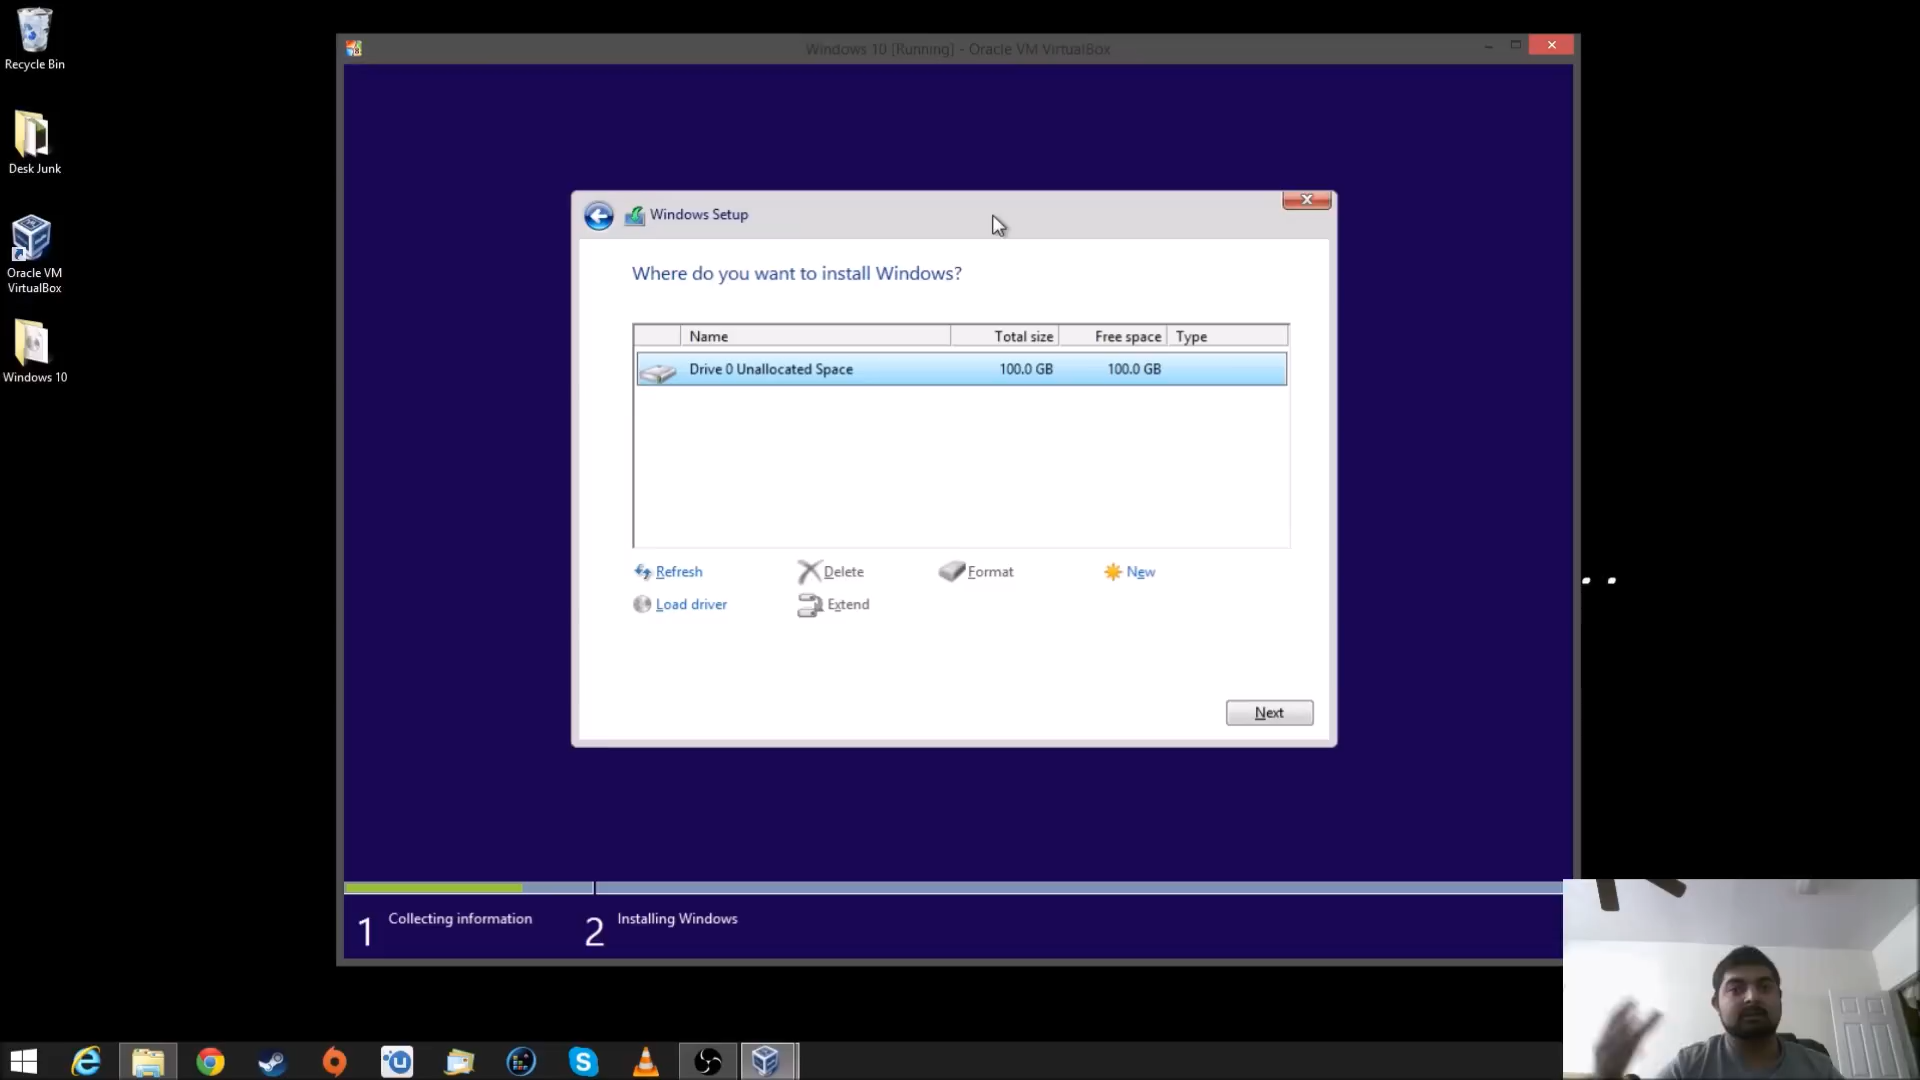 Recycle Bin
Desk Junk
Oracle VM
VirtualBox
Windows 10
Windows 10 [Running] - Oracle VM VirtualBox
Windows Setup
Where do you want to install Windows?
Name Total size Free space Type
Drive 0 Unallocated Space 100.0 GB 100.0 GB
Refresh Delete Format New
Load driver Extend
Next
1 Collecting information 2 Installing Windows